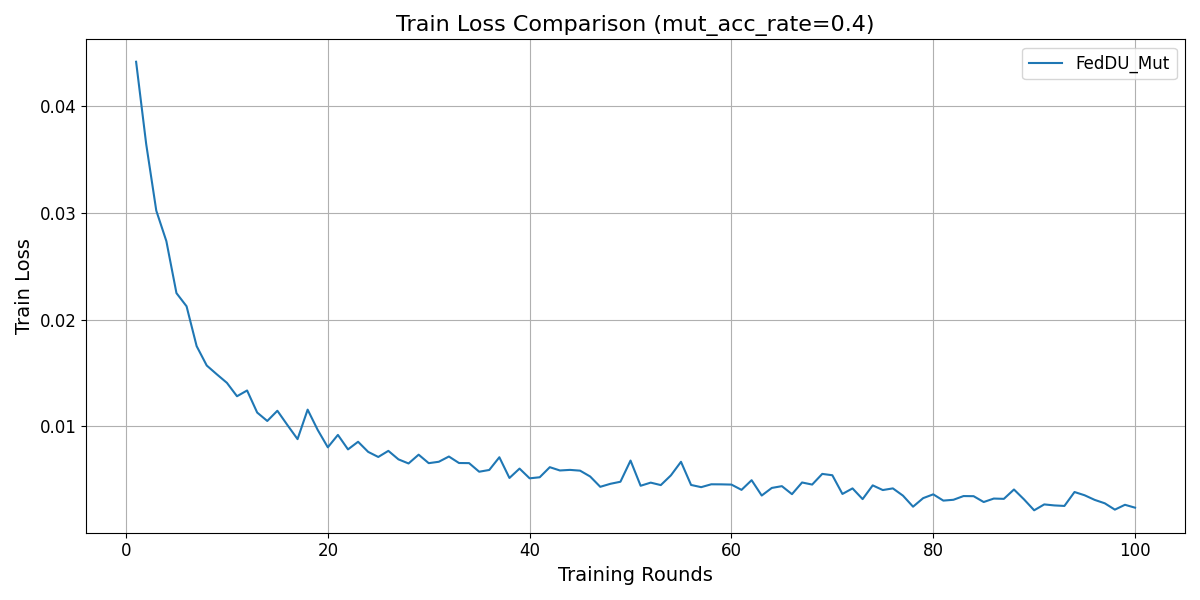 Train Loss Comparison (mut_acc_rate=0.4)
FedDU_Mut
Train Loss
0.04
0.03
0.02
0.01
0 20 40 60 80 100
Training Rounds